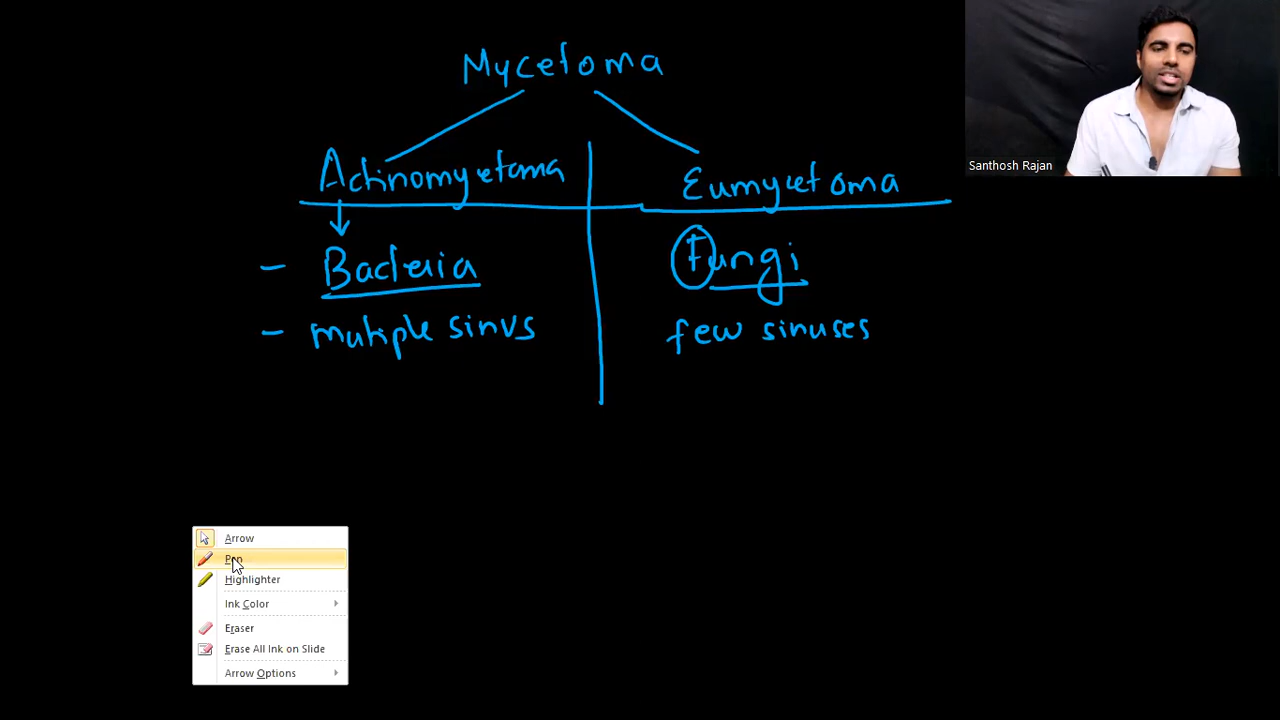 Mycetoma
Santhosh Rajan
Actinomycetoma
Eumycetoma
- Bacteria
Fungi
- mutiple sinus
few sinuses
Arrow
Pen
Highlighter
Ink Color
Eraser
Erase All Ink on Slide
Arrow Options